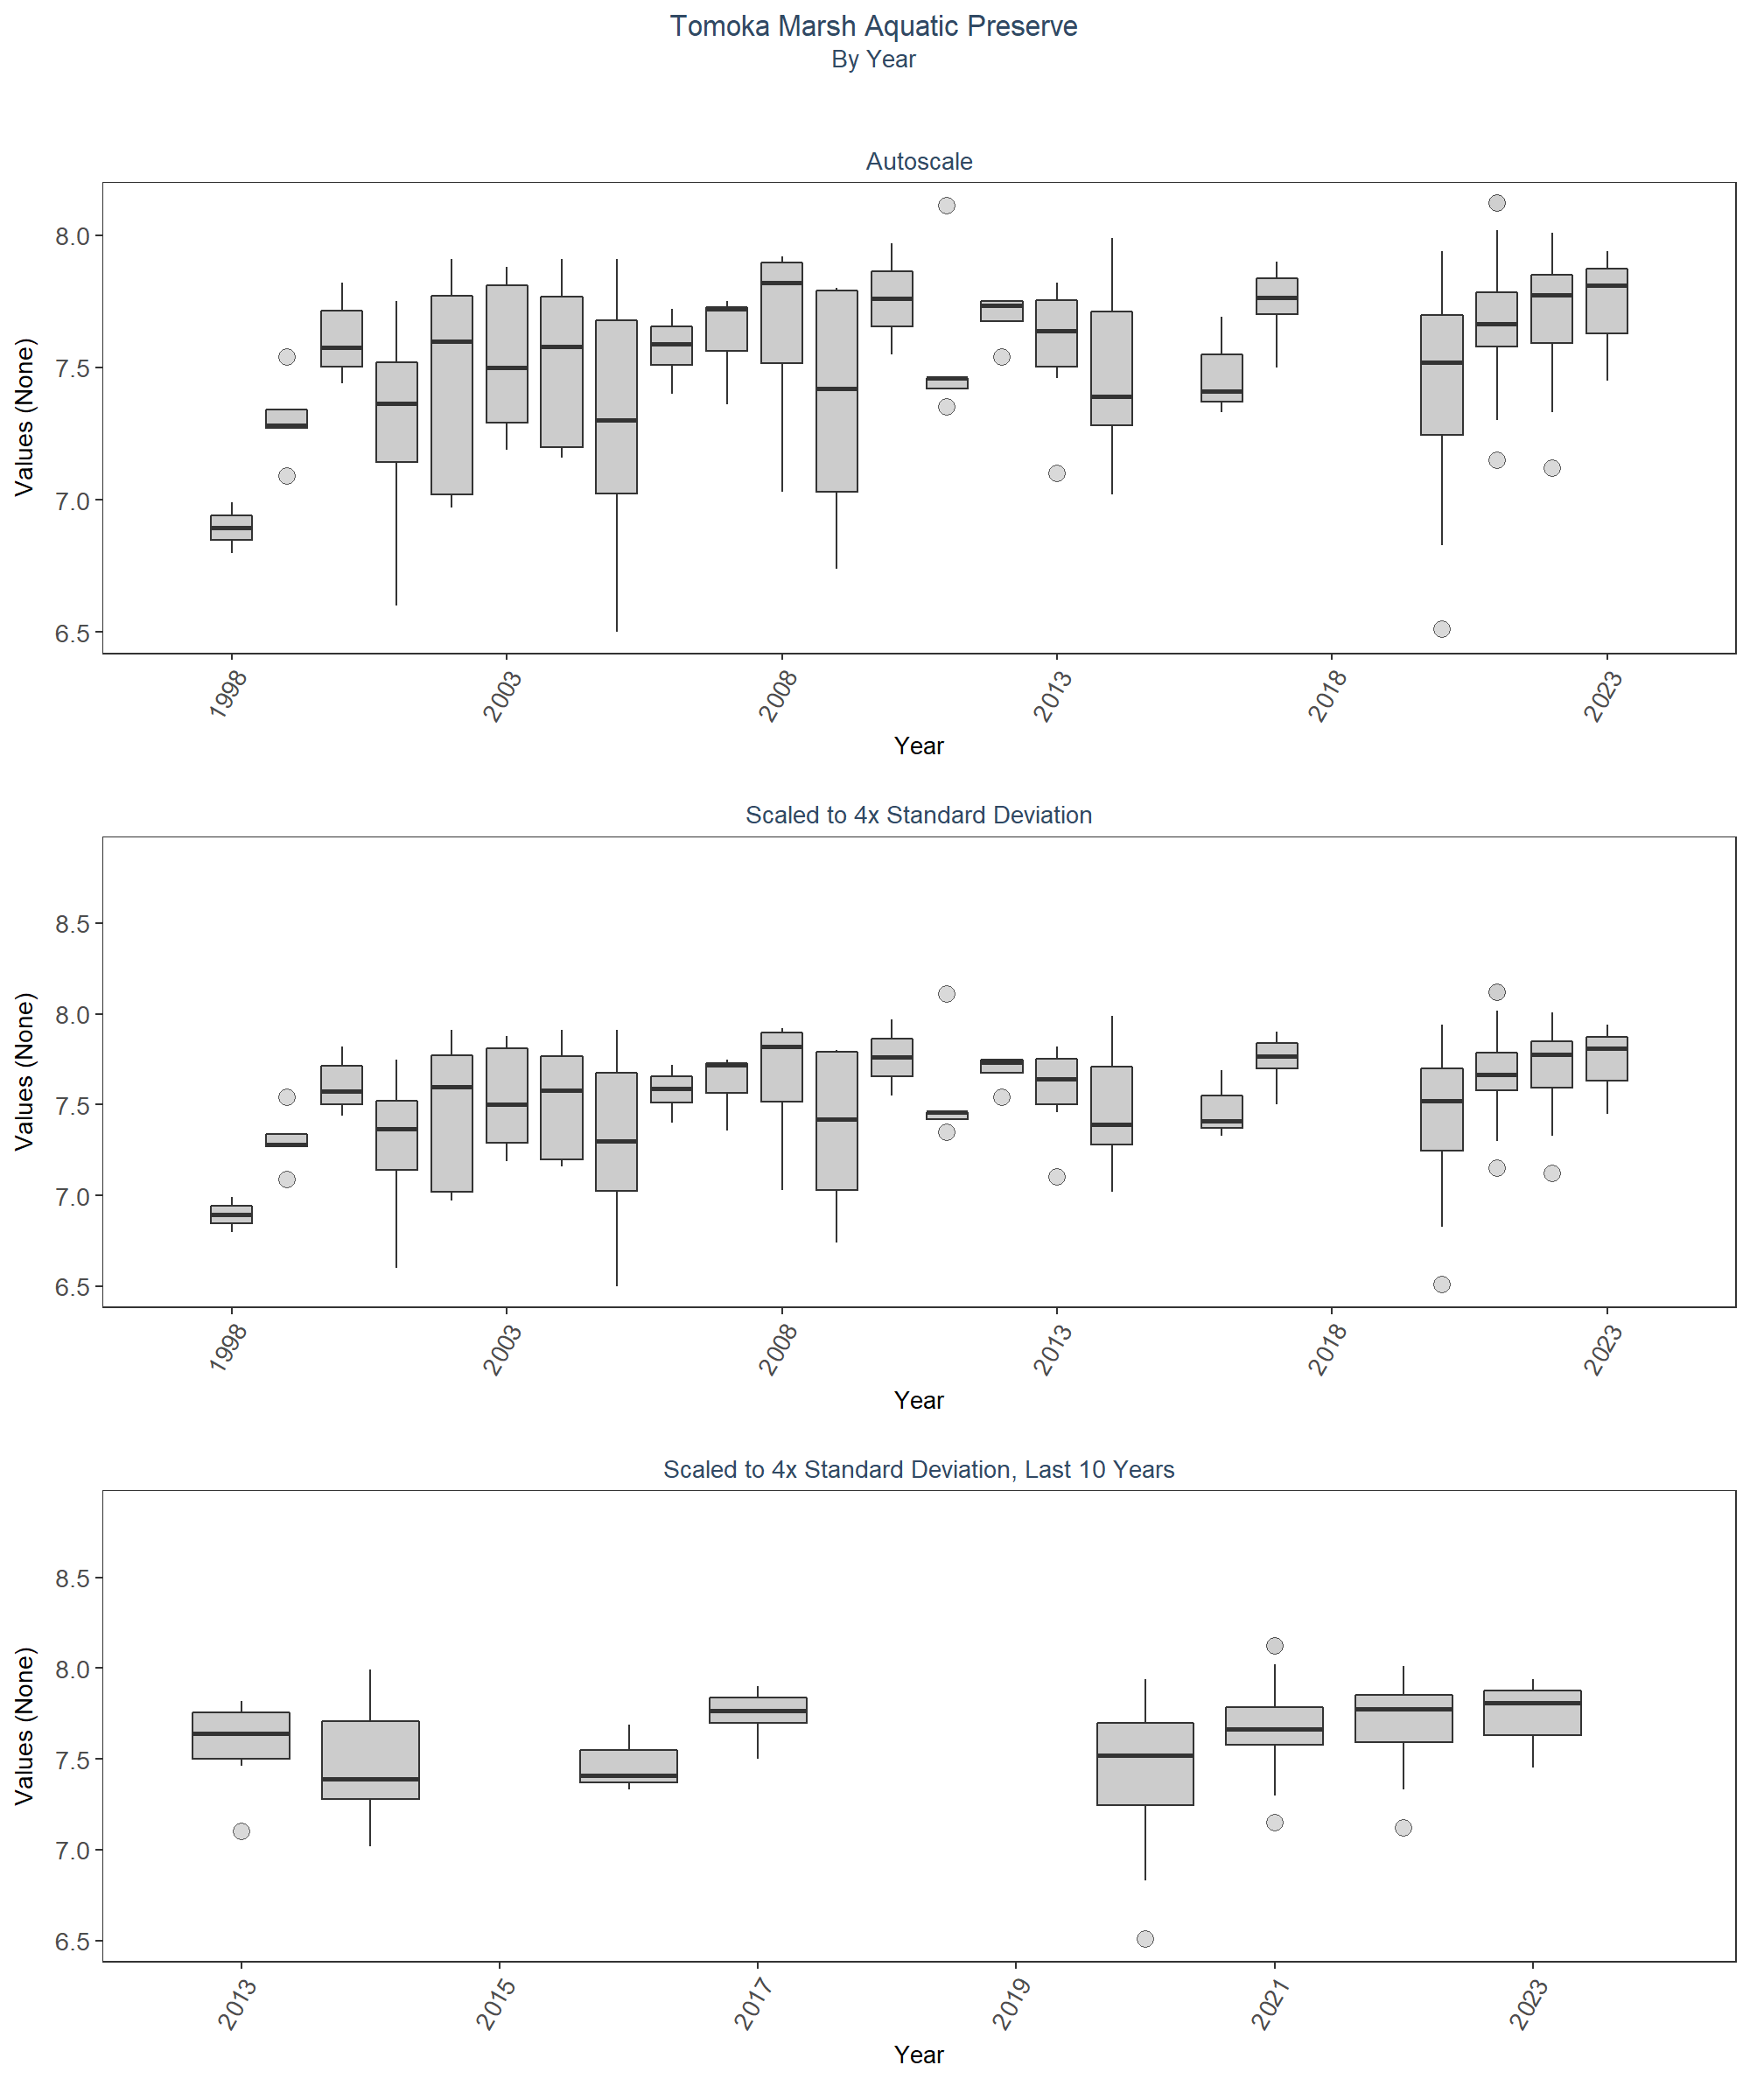 Tomoka Marsh Aquatic Preserve
By Year
Autoscale
Values (None)
8.0
7.5
7.0
6.5
1998
2003
2008
2013
2018
2023
Year
Scaled to 4x Standard Deviation
Values (None)
8.5
8.0
7.5
7.0
6.5
1998
2003
2008
2013
2018
2023
Year
Scaled to 4x Standard Deviation, Last 10 Years
Values (None)
8.5
8.0
7.5
7.0
6.5
2013
2015
2017
2019
2021
2023
Year